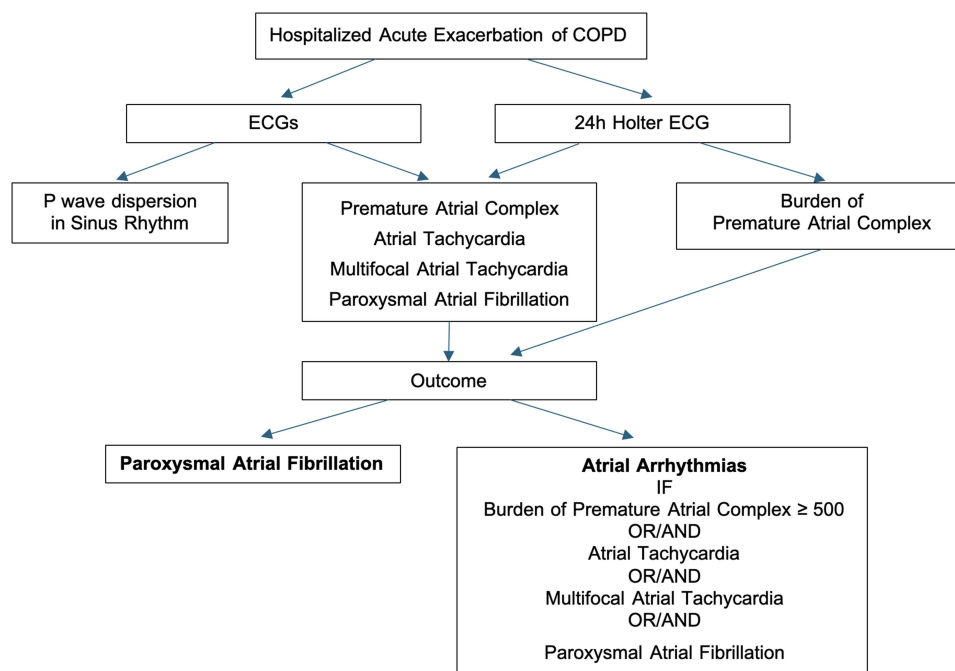 Hospitalized Acute Exacerbation of COPD
ECGs
24h Holter ECG
P wave dispersion
in Sinus Rhythm
Premature Atrial Complex
Atrial Tachycardia
Multifocal Atrial Tachycardia
Paroxysmal Atrial Fibrillation
Burden of
Premature Atrial Complex
Outcome
Paroxysmal Atrial Fibrillation
Atrial Arrhythmias
IF
Burden of Premature Atrial Complex ≥ 500
OR/AND
Atrial Tachycardia
OR/AND
Multifocal Atrial Tachycardia
OR/AND
Paroxysmal Atrial Fibrillation